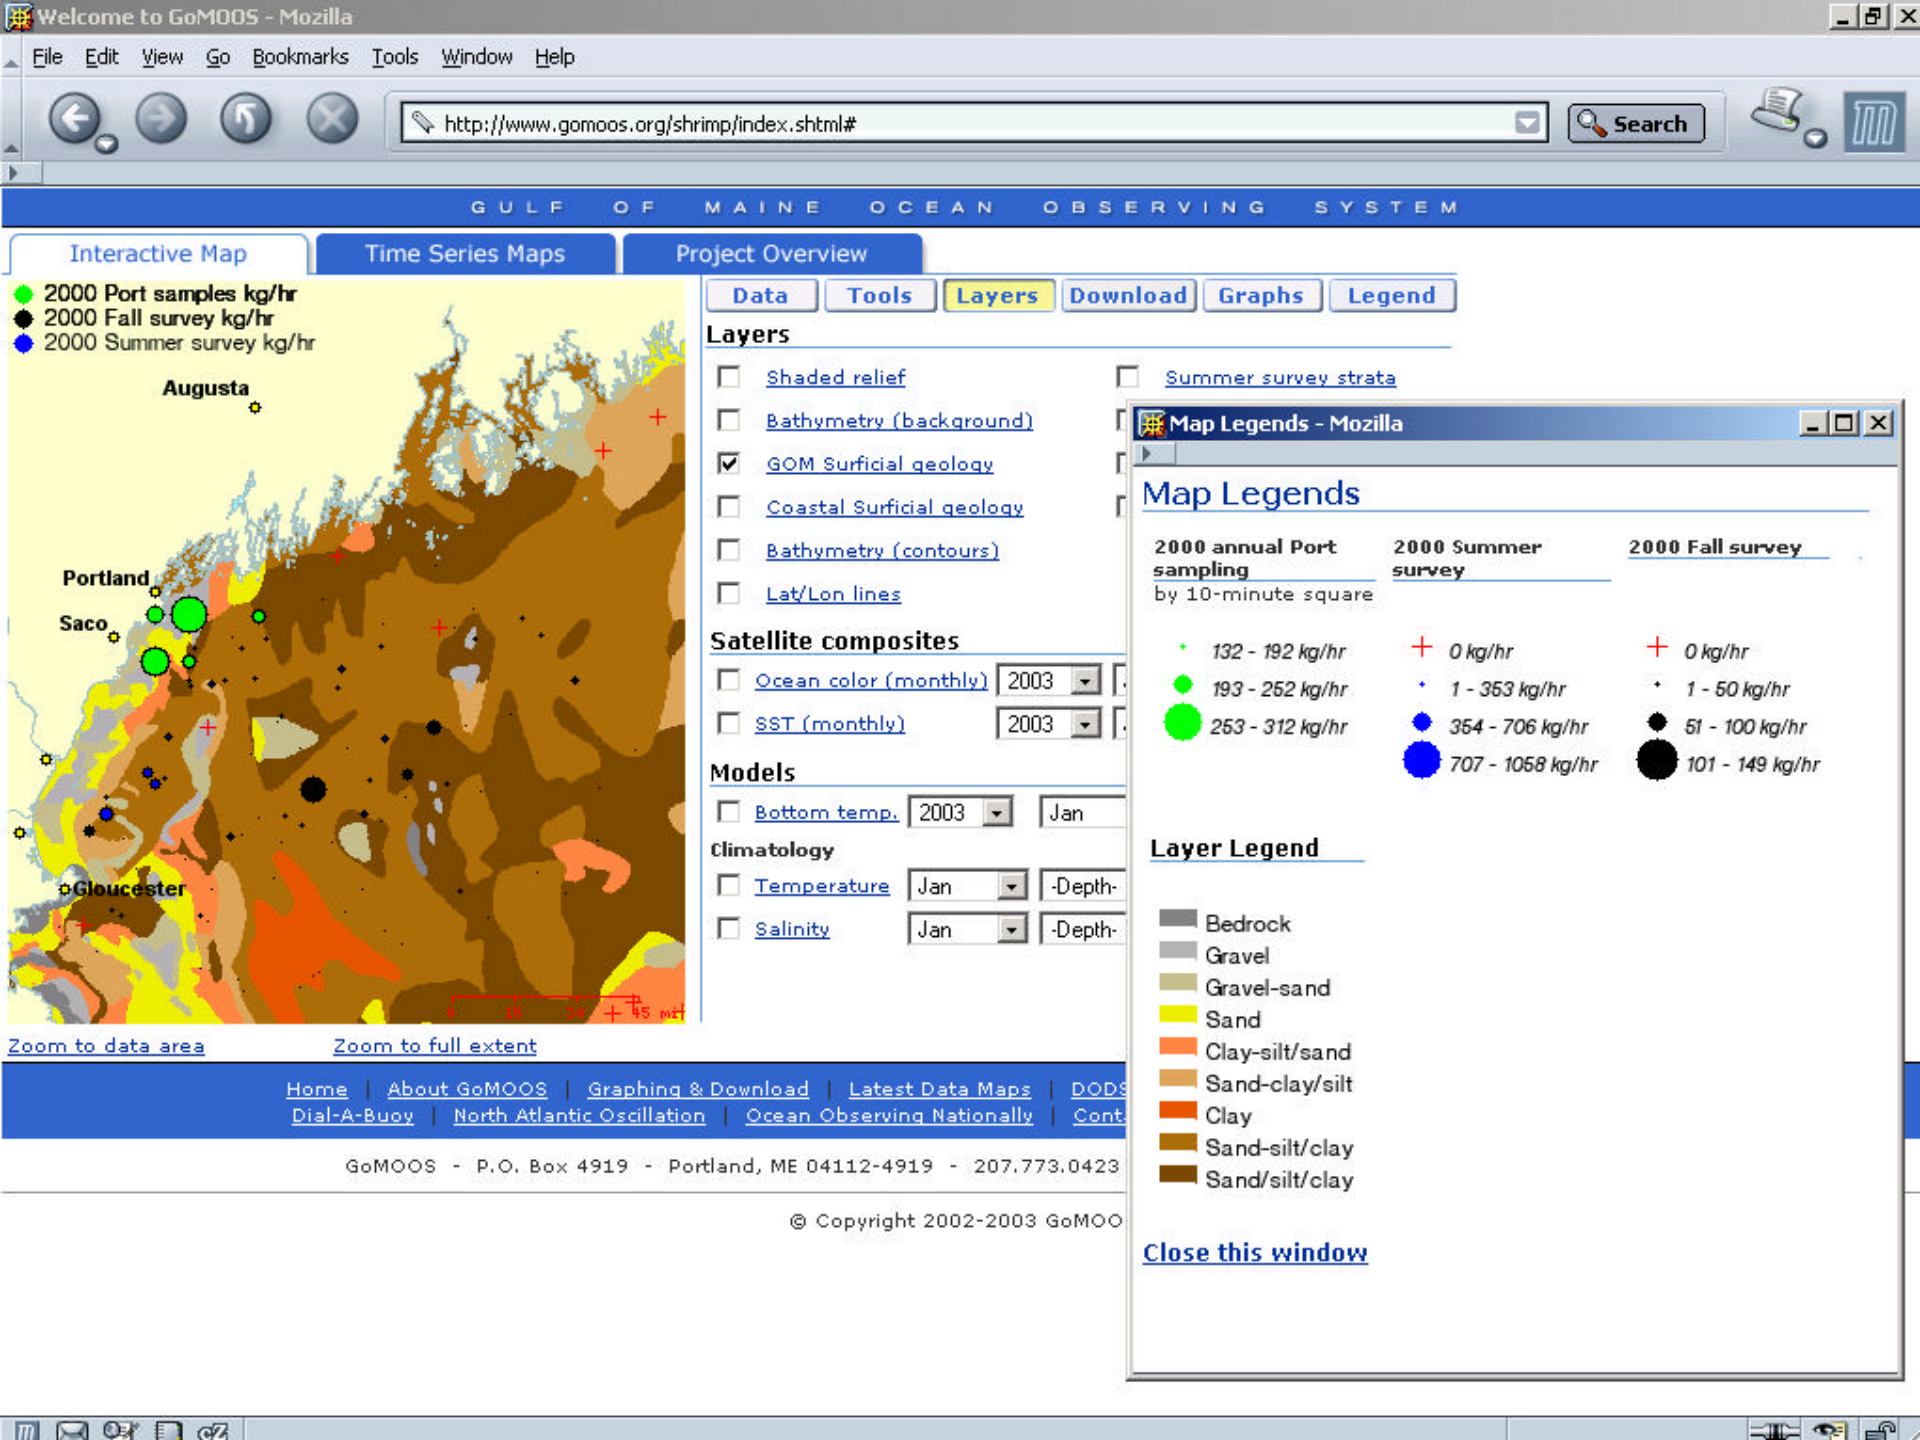 Welcome to GoMOOS - Mozilla
File Edit View Go Bookmarks Tools Window Help
http://www.gomoos.org/shrimp/index.shtml#
Search
GULF OF MAINE OCEAN OBSERVING SYSTEM
Interactive Map Time Series Maps Project Overview
2000 Port samples kg/hr
2000 Fall survey kg/hr
2000 Summer survey kg/hr
Augusta
Portland
Saco
Gloucester
45 mi
Zoom to data area Zoom to full extent
Data Tools Layers Download Graphs Legend
Layers
Shaded relief Summer survey strata
Bathymetry (background)
GOM Surficial geology
Coastal Surficial geology
Bathymetry (contours)
Lat/Lon lines
Satellite composites
Ocean color (monthly) 2003
SST (monthly) 2003
Models
Bottom temp. 2003 Jan
Climatology
Temperature Jan -Depth-
Salinity Jan -Depth-
Map Legends - Mozilla
Map Legends
2000 annual Port sampling
by 10-minute square
132 - 192 kg/hr
193 - 252 kg/hr
253 - 312 kg/hr
2000 Summer survey
0 kg/hr
1 - 353 kg/hr
354 - 706 kg/hr
707 - 1058 kg/hr
2000 Fall survey
0 kg/hr
1 - 50 kg/hr
51 - 100 kg/hr
101 - 149 kg/hr
Layer Legend
Bedrock
Gravel
Gravel-sand
Sand
Clay-silt/sand
Sand-clay/silt
Clay
Sand-silt/clay
Sand/silt/clay
Close this window
Home | About GoMOOS | Graphing & Download | Latest Data Maps | DODS
Dial-A-Buoy | North Atlantic Oscillation | Ocean Observing Nationally | Cont
GoMOOS - P.O. Box 4919 - Portland, ME 04112-4919 - 207.773.0423
© Copyright 2002-2003 GoMOO